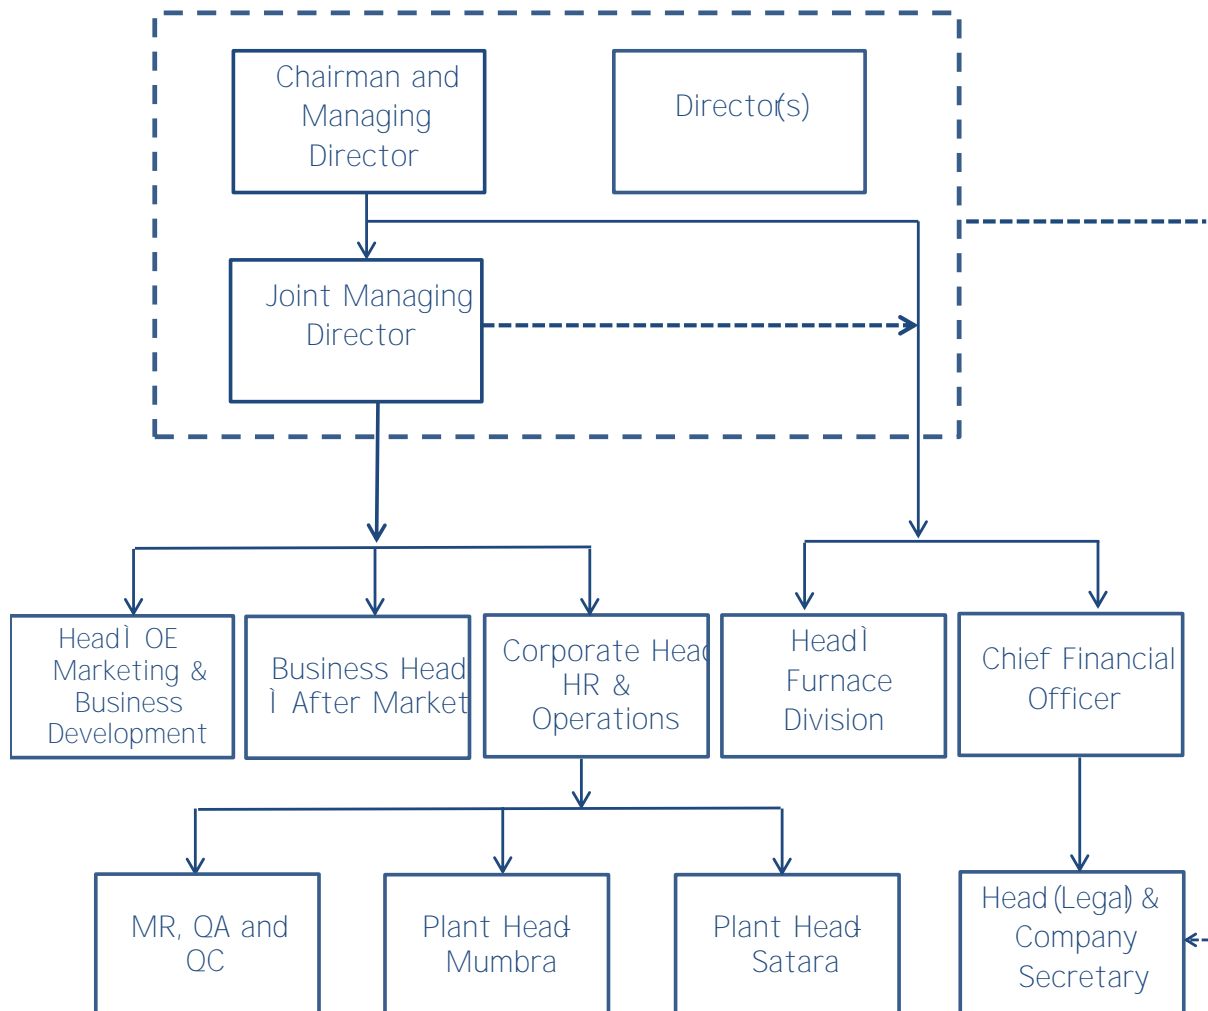 Chairman and
Managing
Director
Director(s)
Joint Managing
Director
HeadÌ OE
Marketing &
Business
Development
Business Head
Ì After Market
Corporate Head
HR &
Operations
HeadÌ
Furnace
Division
Chief Financial
Officer
MR, QA and
QC
Plant Head-
Mumbra
Plant Head-
Satara
Head (Legal) &
Company
Secretary